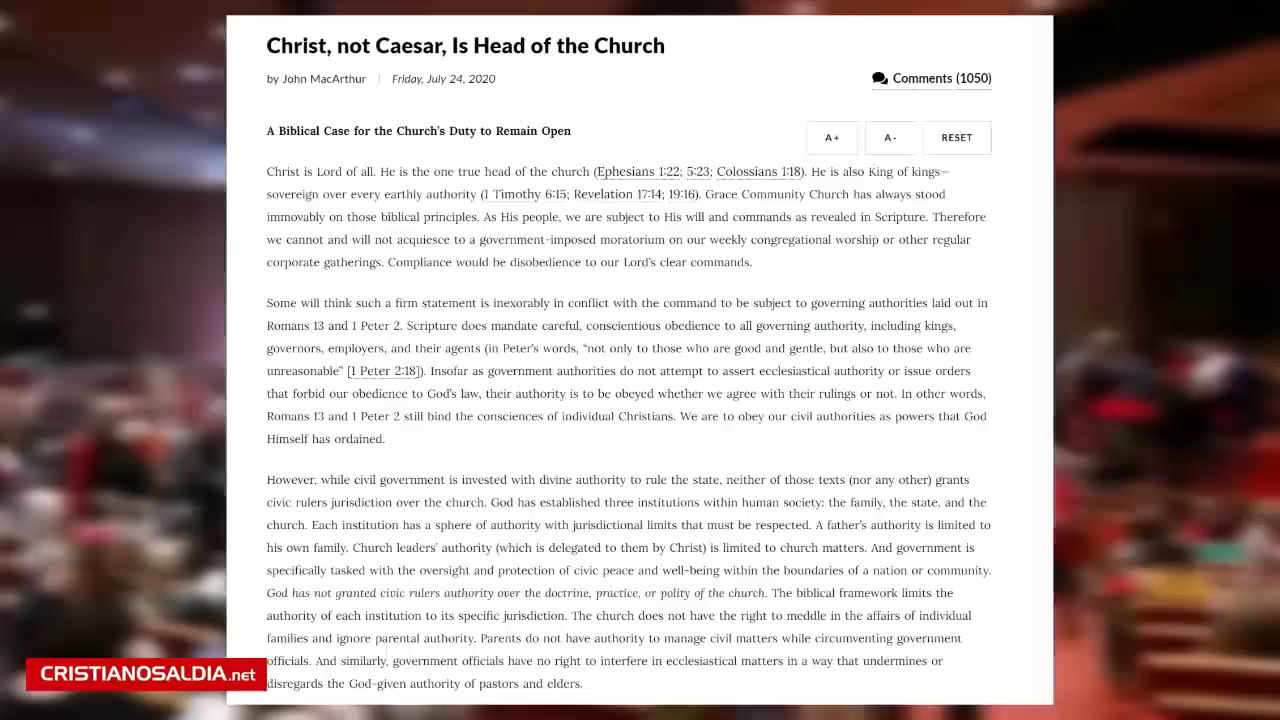 Christ, not Caesar, Is Head of the Church
by John MacArthur | Friday, July 24, 2020
Comments (1050)
A Biblical Case for the Church's Duty to Remain Open
A+ A- RESET
Christ is Lord of all. He is the one true head of the church (Ephesians 1:22; 5:23; Colossians 1:18). He is also King of kings—
sovereign over every earthly authority (1 Timothy 6:15; Revelation 17:14; 19:16). Grace Community Church has always stood
immovably on those biblical principles. As His people, we are subject to His will and commands as revealed in Scripture. Therefore
we cannot and will not acquiesce to a government-imposed moratorium on our weekly congregational worship or other regular
corporate gatherings. Compliance would be disobedience to our Lord's clear commands.
Some will think such a firm statement is inexorably in conflict with the command to be subject to governing authorities laid out in
Romans 13 and 1 Peter 2. Scripture does mandate careful, conscientious obedience to all governing authority, including kings,
governors, employers, and their agents (in Peter's words, “not only to those who are good and gentle, but also to those who are
unreasonable” [1 Peter 2:18]). Insofar as government authorities do not attempt to assert ecclesiastical authority or issue orders
that forbid our obedience to God's law, their authority is to be obeyed whether we agree with their rulings or not. In other words,
Romans 13 and 1 Peter 2 still bind the consciences of individual Christians. We are to obey our civil authorities as powers that God
Himself has ordained.
However, while civil government is invested with divine authority to rule the state, neither of those texts (nor any other) grants
civic rulers jurisdiction over the church. God has established three institutions within human society: the family, the state, and the
church. Each institution has a sphere of authority with jurisdictional limits that must be respected. A father's authority is limited to
his own family. Church leaders' authority (which is delegated to them by Christ) is limited to church matters. And government is
specifically tasked with the oversight and protection of civic peace and well-being within the boundaries of a nation or community.
God has not granted civic rulers authority over the doctrine, practice, or polity of the church. The biblical framework limits the
authority of each institution to its specific jurisdiction. The church does not have the right to meddle in the affairs of individual
families and ignore parental authority. Parents do not have authority to manage civil matters while circumventing government
officials. And similarly, government officials have no right to interfere in ecclesiastical matters in a way that undermines or
disregards the God-given authority of pastors and elders.
CRISTIANOSALDIA.net